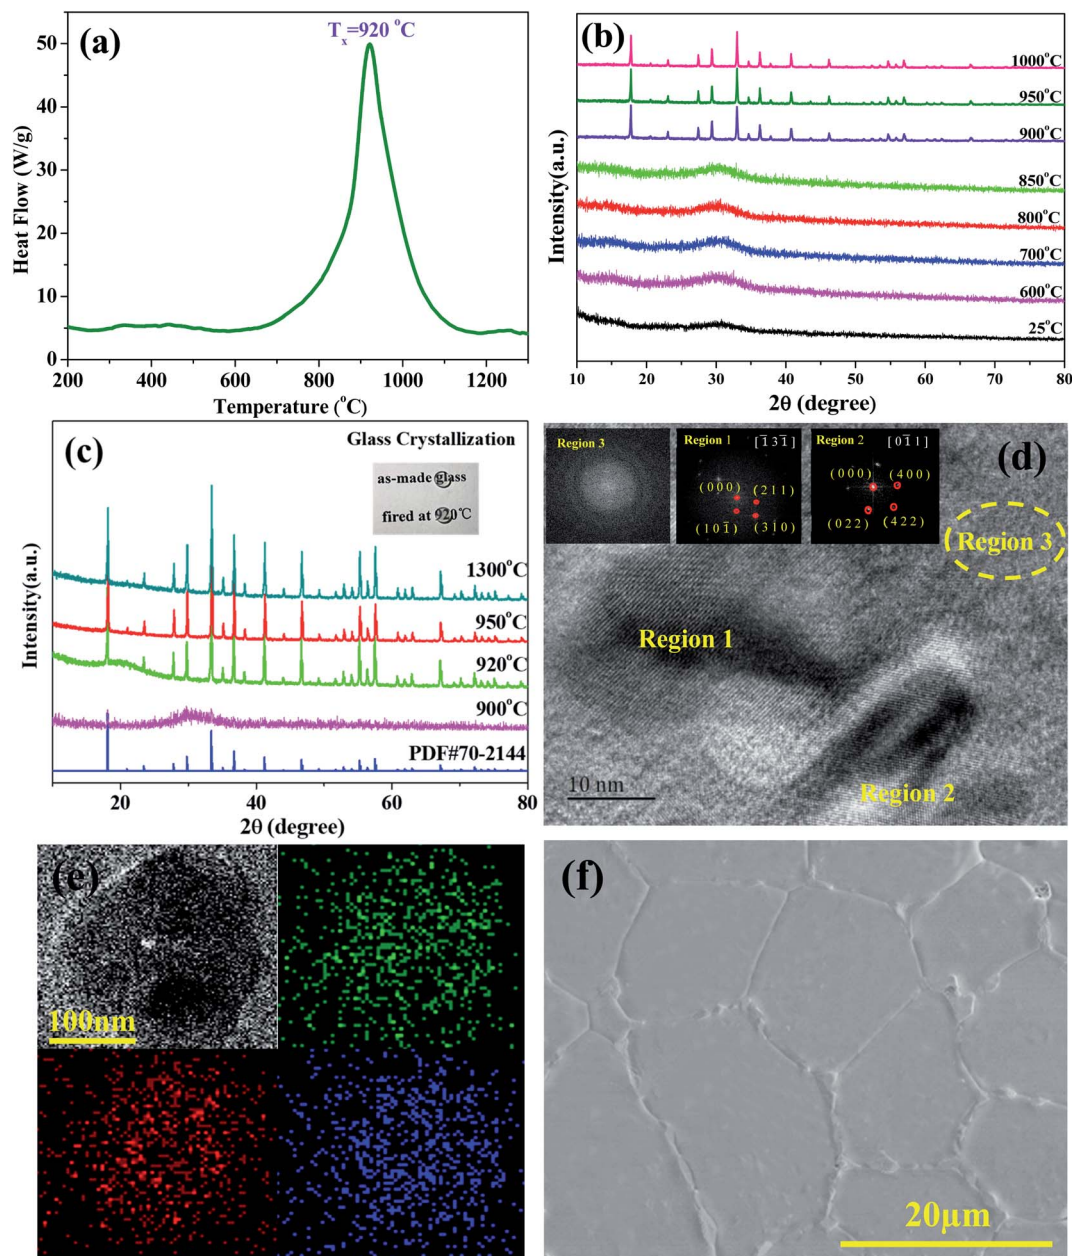 (a)
Tx=920 °C
50
40
30
20
10
0
Heat Flow (W/g)
200 400 600 800 1000 1200
Temperature (°C)
(b)
1000°C
950°C
900°C
850°C
800°C
700°C
600°C
25°C
Intensity(a.u.)
10 20 30 40 50 60 70 80
2θ (degree)
(c)
Glass Crystallization
as-made glass
fired at 920℃
1300°C
950°C
920°C
900°C
PDF#70-2144
Intensity(a.u.)
20 40 60 80
2θ (degree)
(d)
Region 3
Region 1 [1̅31̅]
(000) (211)
(101̅) (310)
Region 2 [01̅1]
(000) (400)
(022) (422)
Region 3
Region 1
Region 2
10 nm
(e)
100nm
(f)
20μm